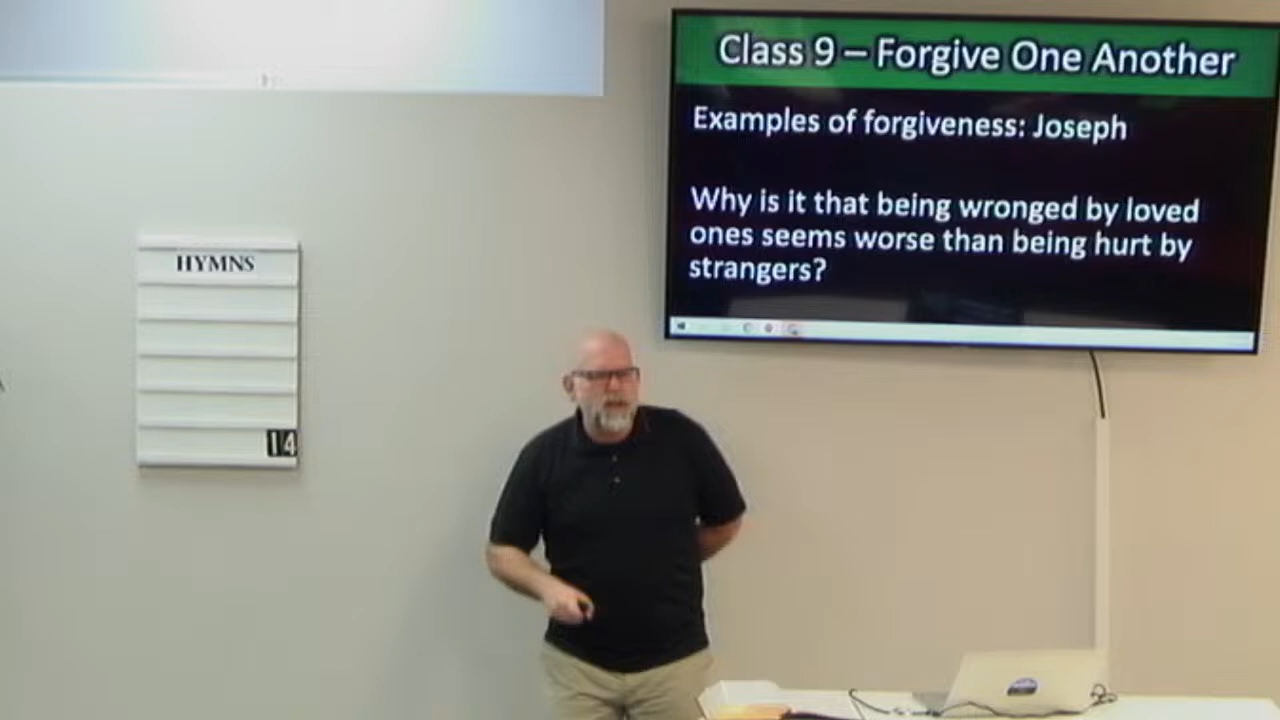 Class 9 – Forgive One Another
Examples of forgiveness: Joseph
Why is it that being wronged by loved
ones seems worse than being hurt by
strangers?
HYMNS
14